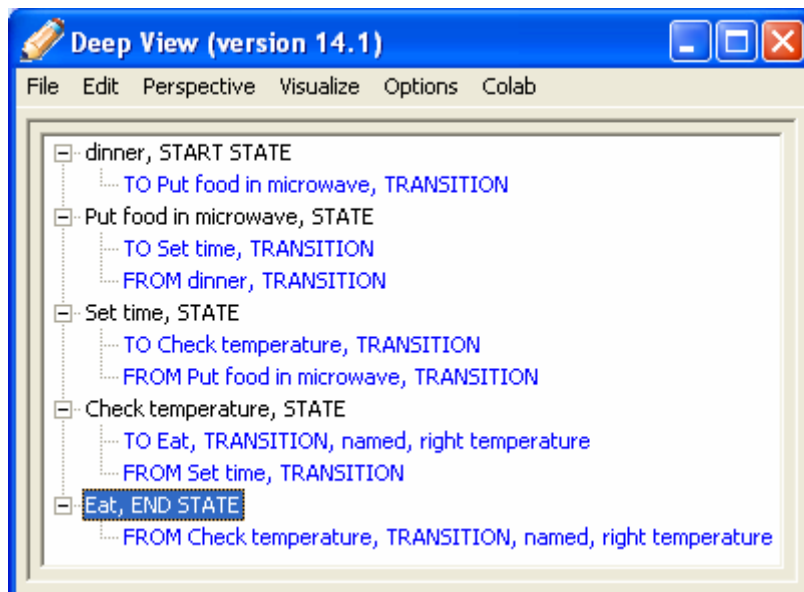 Deep View (version 14.1)
File Edit Perspective Visualize Options Colab
dinner, START STATE
TO Put food in microwave, TRANSITION
Put food in microwave, STATE
TO Set time, TRANSITION
FROM dinner, TRANSITION
Set time, STATE
TO Check temperature, TRANSITION
FROM Put food in microwave, TRANSITION
Check temperature, STATE
TO Eat, TRANSITION, named, right temperature
FROM Set time, TRANSITION
Eat, END STATE
FROM Check temperature, TRANSITION, named, right temperature